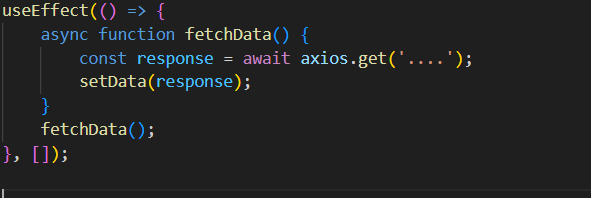 useEffect(() => {
    async function fetchData() {
        const response = await axios.get('....');
        setData(response);
    }
    fetchData();
}, []);